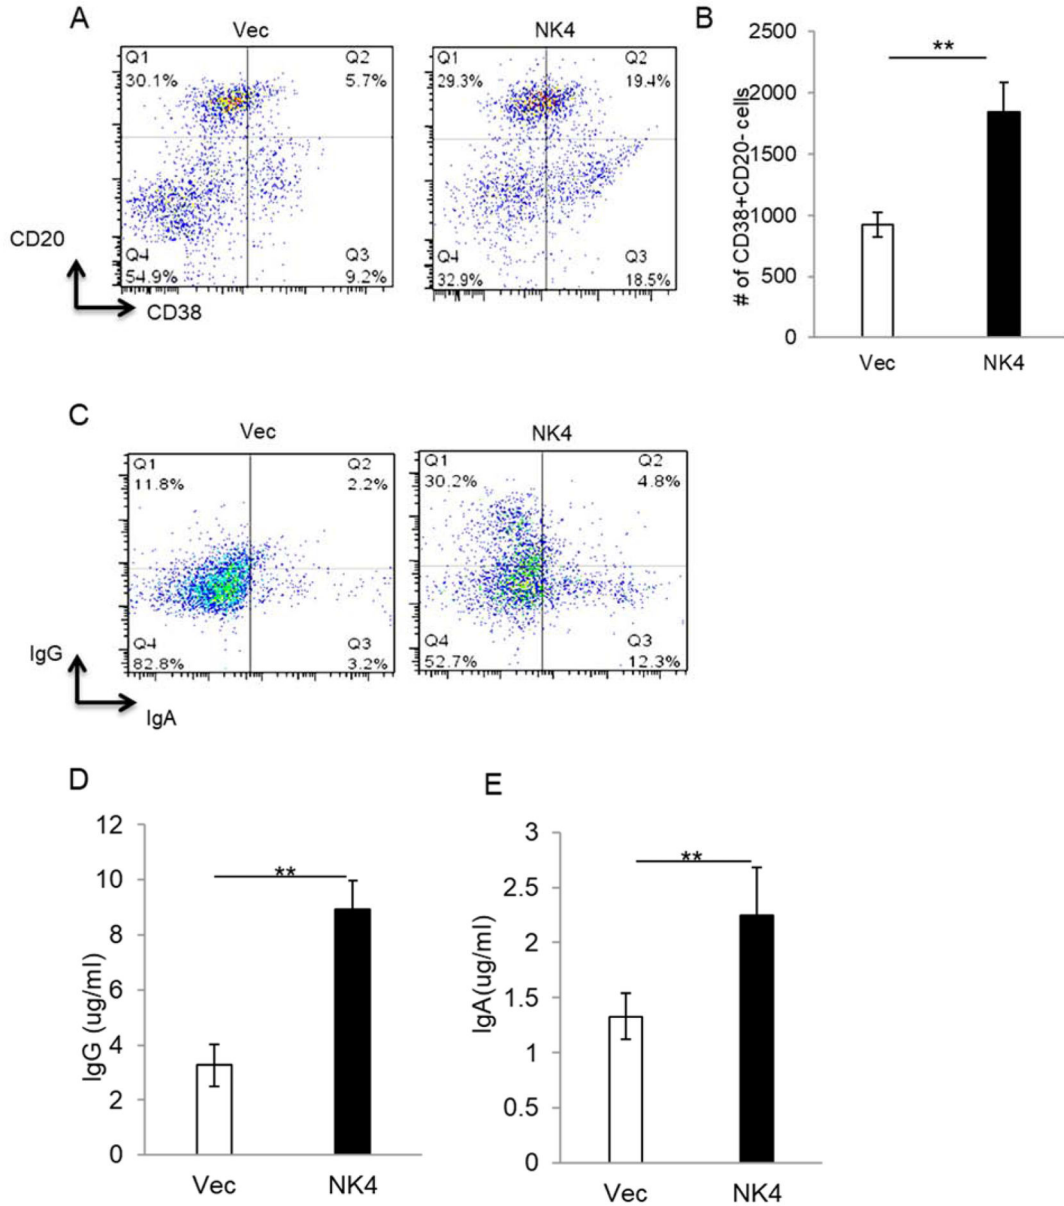 A
Vec
NK4
Q1
30.1%
Q2
5.7%
Q4
54.9%
Q3
9.2%
Q1
29.3%
Q2
19.4%
Q4
32.9%
Q3
18.5%
CD20
CD38
B
# of CD38+CD20- cells
2500
2000
1500
1000
500
0
**
Vec
NK4
C
Vec
NK4
Q1
11.8%
Q2
2.2%
Q4
82.8%
Q3
3.2%
Q1
30.2%
Q2
4.8%
Q4
52.7%
Q3
12.3%
IgG
IgA
D
IgG (ug/ml)
12
10
8
6
4
2
0
**
Vec
NK4
E
IgA(ug/ml)
3
2.5
2
1.5
1
0.5
0
**
Vec
NK4